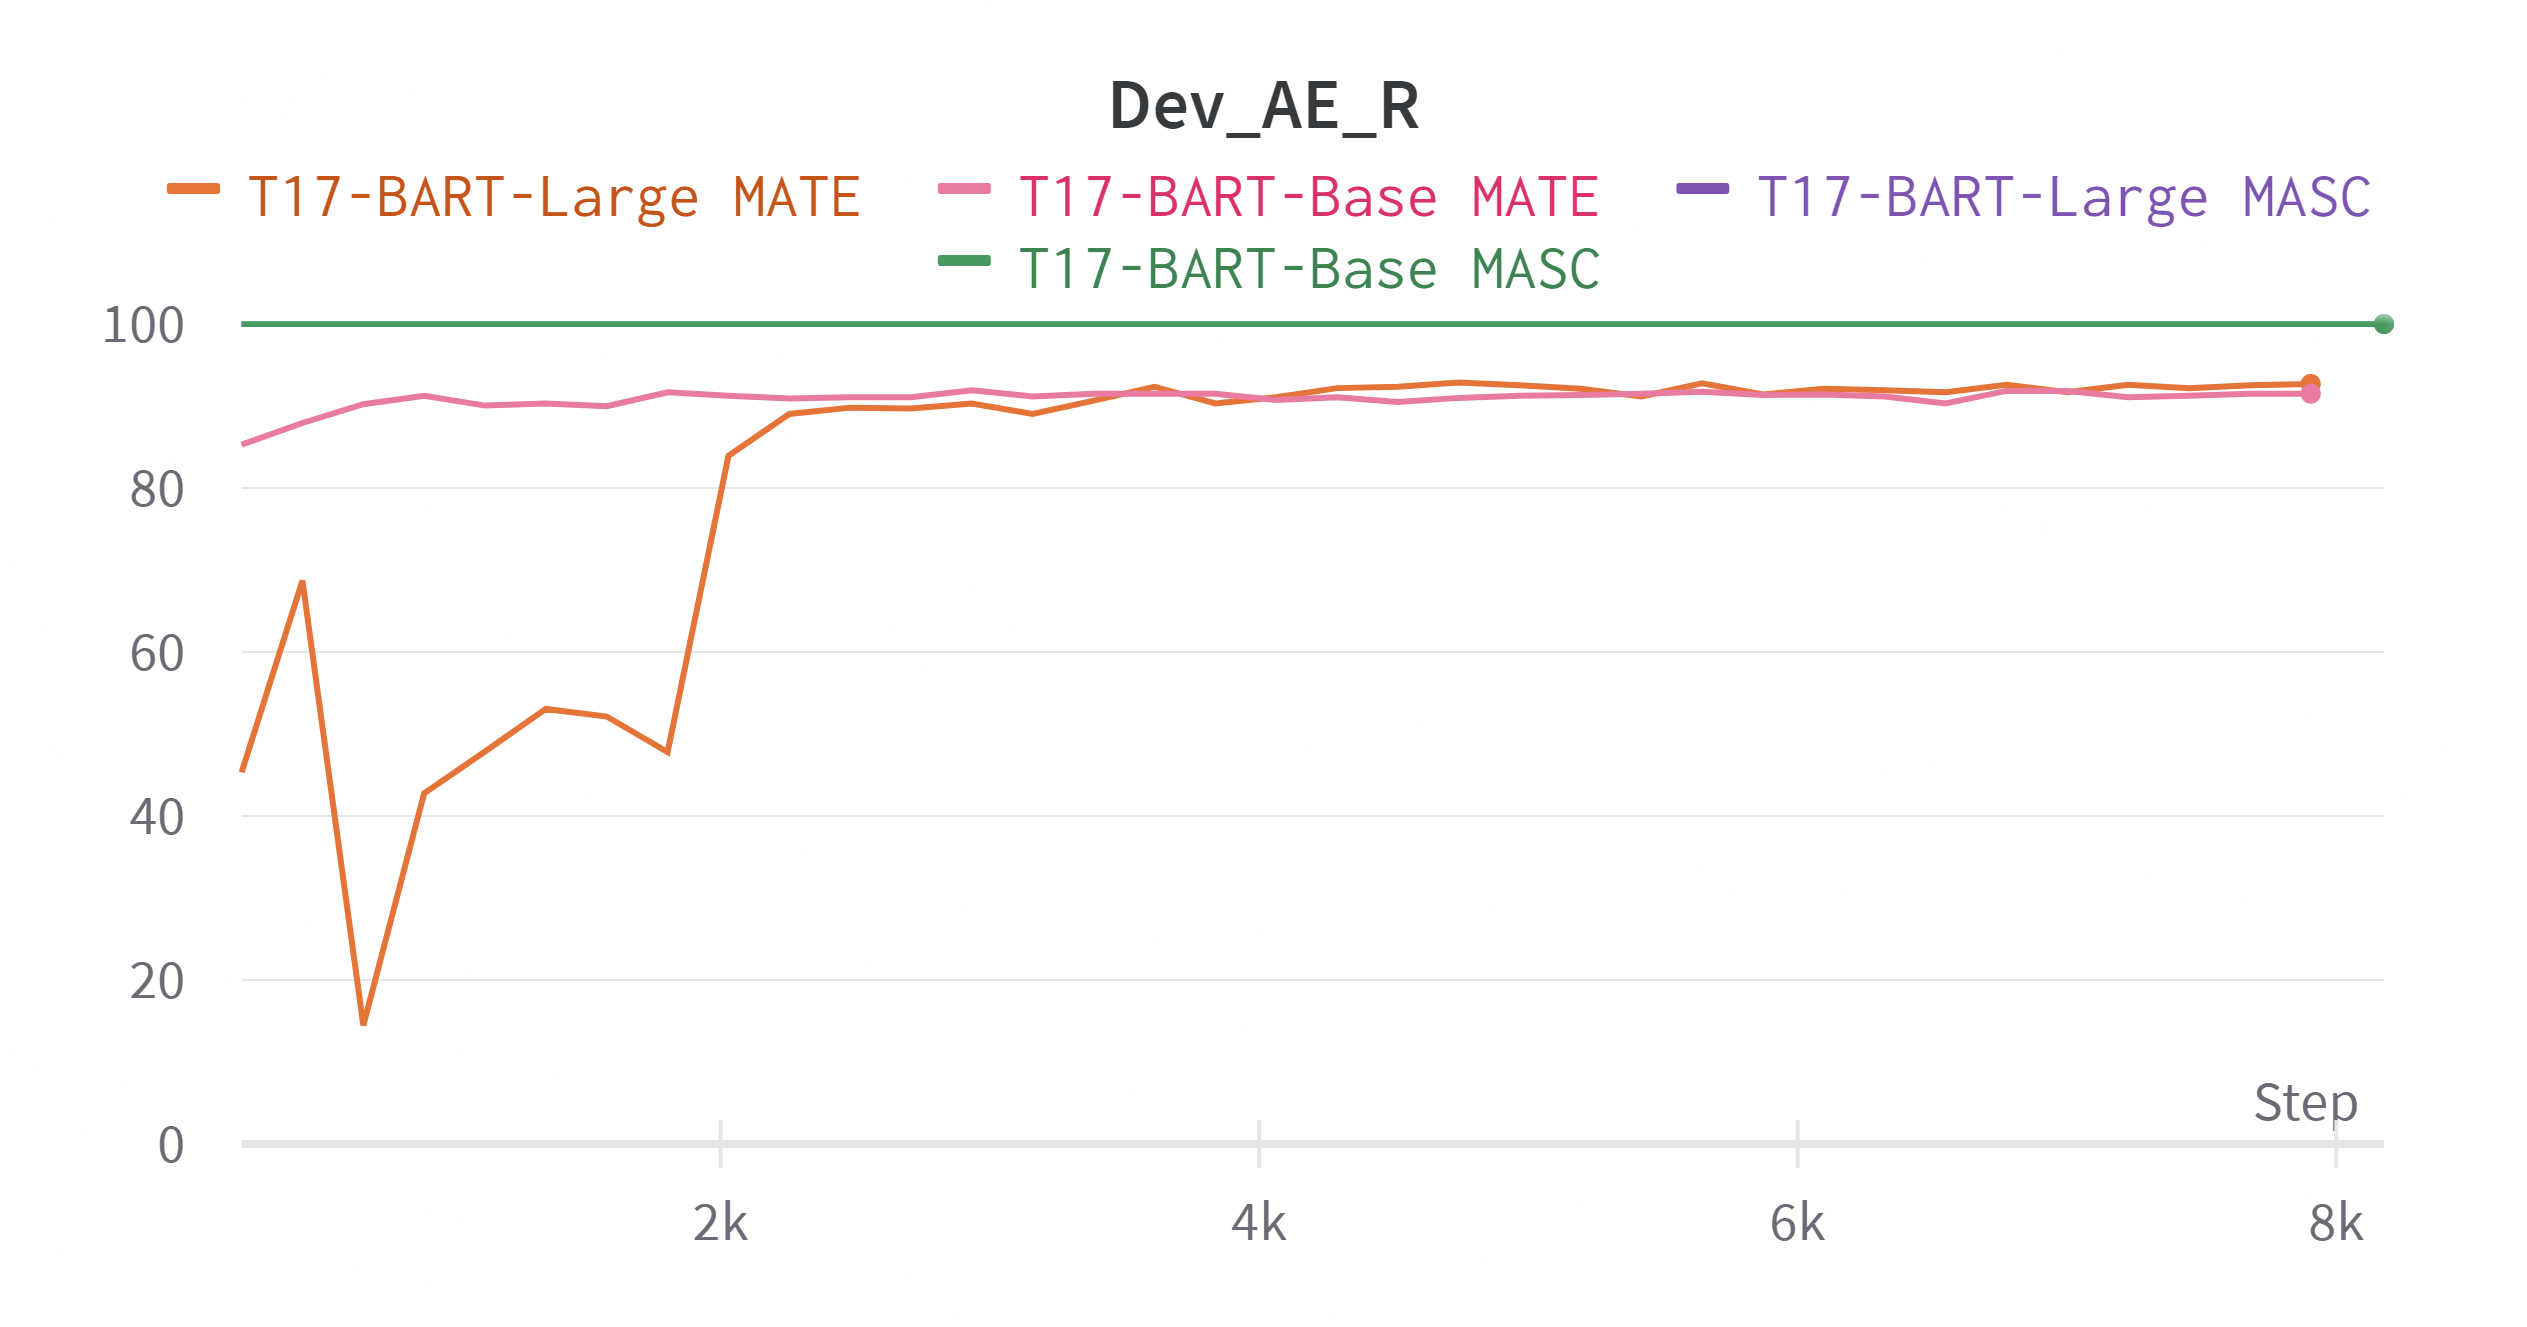 Dev_AE_R
T17-BART-Large MATE T17-BART-Base MATE T17-BART-Large MASC
T17-BART-Base MASC
100
80
60
40
20
0
Step
2k 4k 6k 8k